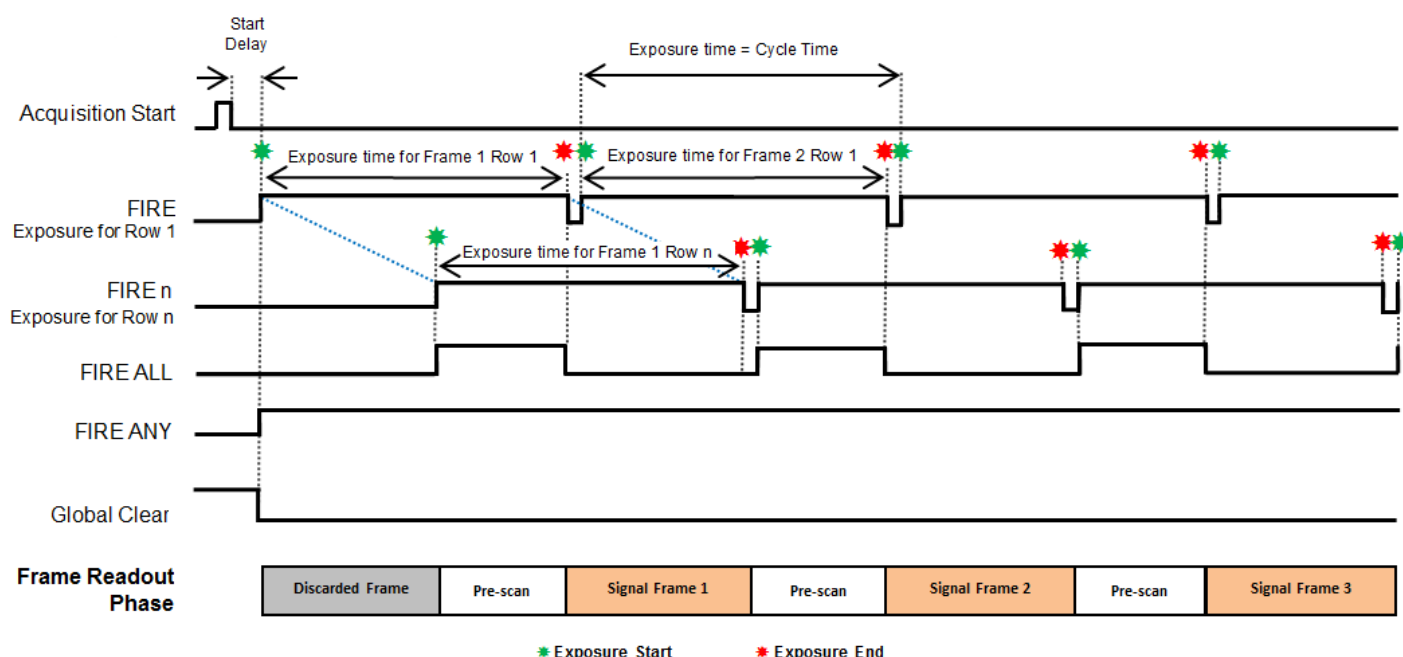 Start
Delay
Exposure time = Cycle Time
Acquisition Start
Exposure time for Frame 1 Row 1
Exposure time for Frame 2 Row 1
FIRE
Exposure for Row 1
Exposure time for Frame 1 Row n
FIRE n
Exposure for Row n
FIRE ALL
FIRE ANY
Global Clear
Frame Readout
Phase
Discarded Frame
Pre-scan
Signal Frame 1
Pre-scan
Signal Frame 2
Pre-scan
Signal Frame 3
Exposure Start
Exposure End